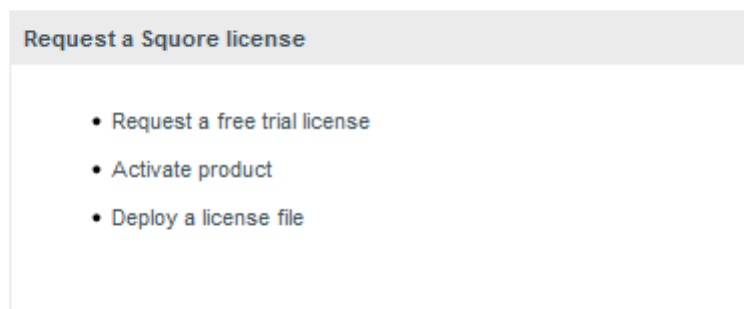 Request a Squore license
• Request a free trial license
• Activate product
• Deploy a license file